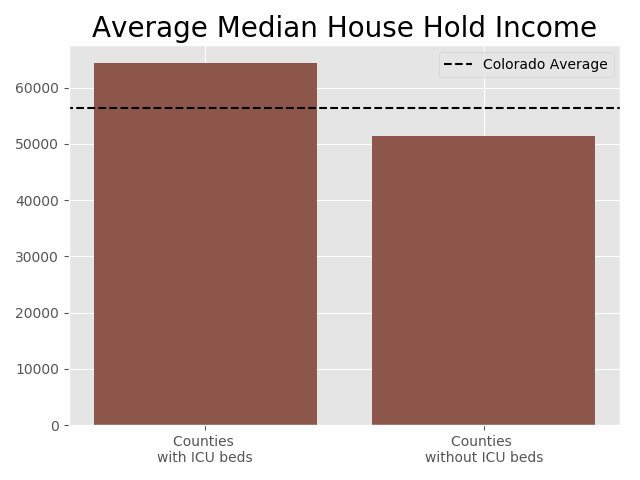 Average Median House Hold Income
Colorado Average
60000
50000
40000
30000
20000
10000
0
Counties
with ICU beds
Counties
without ICU beds